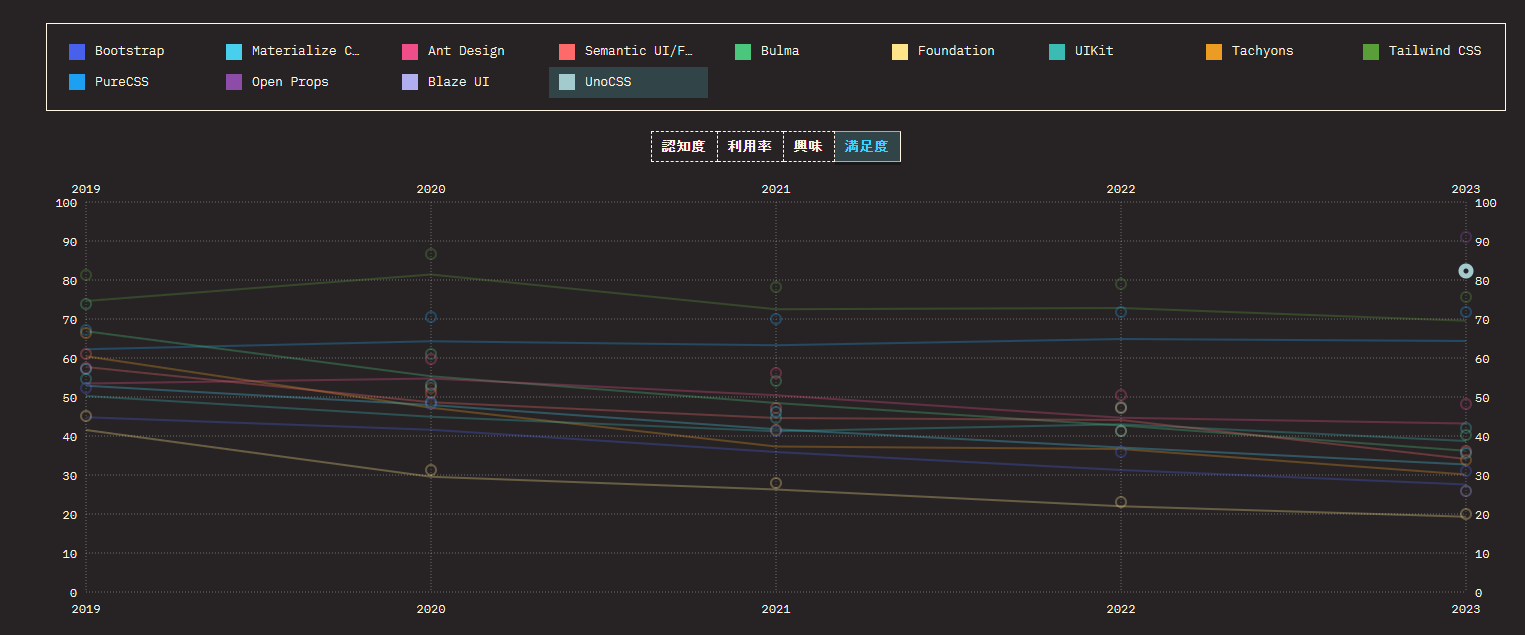 Bootstrap Materialize C… Ant Design Semantic UI/F… Bulma Foundation UIKit Tachyons Tailwind CSS
PureCSS Open Props Blaze UI UnoCSS
認知度 利用率 興味 満足度
2019 2020 2021 2022 2023
100 100
90 90
80 80
70 70
60 60
50 50
40 40
30 30
20 20
10 10
0 0
2019 2020 2021 2022 2023